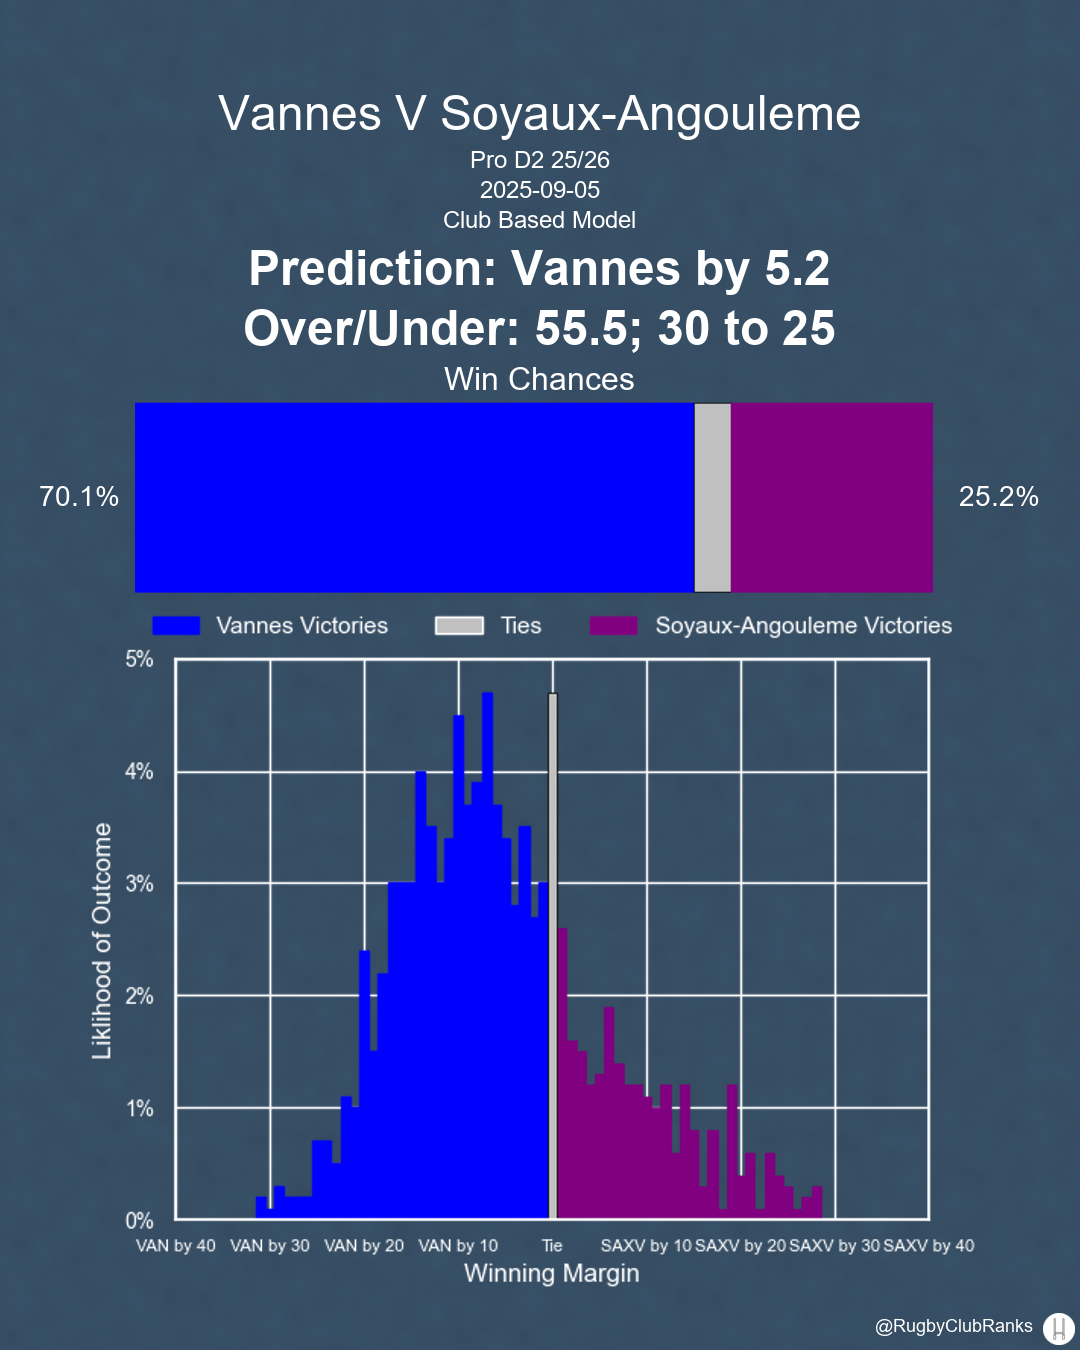 Vannes V Soyaux-Angouleme
Pro D2 25/26
2025-09-05
Club Based Model
Prediction: Vannes by 5.2
Over/Under: 55.5; 30 to 25
Win Chances
70.1%
25.2%
Vannes Victories
Ties
Soyaux-Angouleme Victories
5%
4%
3%
2%
1%
0%
Liklihood of Outcome
VAN by 40 VAN by 30 VAN by 20 VAN by 10 Tie SAXV by 10 SAXV by 20 SAXV by 30 SAXV by 40
Winning Margin
@RugbyClubRanks